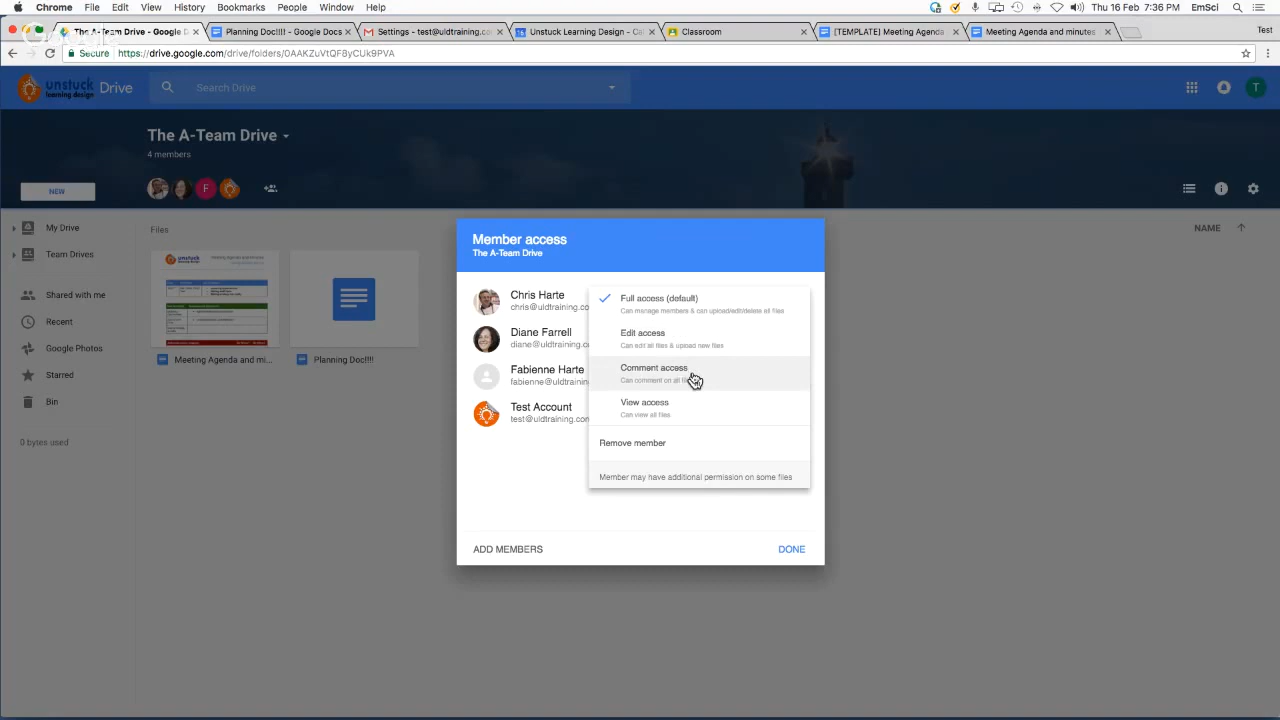 Chrome File Edit View History Bookmarks People Window Help Thu 16 Feb 7:36 PM EmSci
The A-Team Drive - Google D Planning Doc!!!! - Google Docs Settings - test@uldtraining.co Unstuck Learning Design - Cal Classroom [TEMPLATE] Meeting Agenda Meeting Agenda and minutes Test
Secure https://drive.google.com/drive/folders/0AAKZuVtQF8yCUk9PVA
unstuck
learning design
Drive
Search Drive
T
The A-Team Drive
4 members
F
NEW
My Drive
Team Drives
Shared with me
Recent
Google Photos
Starred
Bin
0 bytes used
Files
NAME
unstuck
Meeting Agenda and mi...
Planning Doc!!!!
Member access
The A-Team Drive
Chris Harte
chris@uldtraining.co
Diane Farrell
diane@uldtraining.
Fabienne Harte
fabienne@uldtrainin
Test Account
test@uldtraining.con
Full access (default)
Can manage members & can upload/edit/delete all files
Edit access
Can edit all files & upload new files
Comment access
Can comment on all
View access
Can view all files
Remove member
Member may have additional permission on some files
ADD MEMBERS
DONE